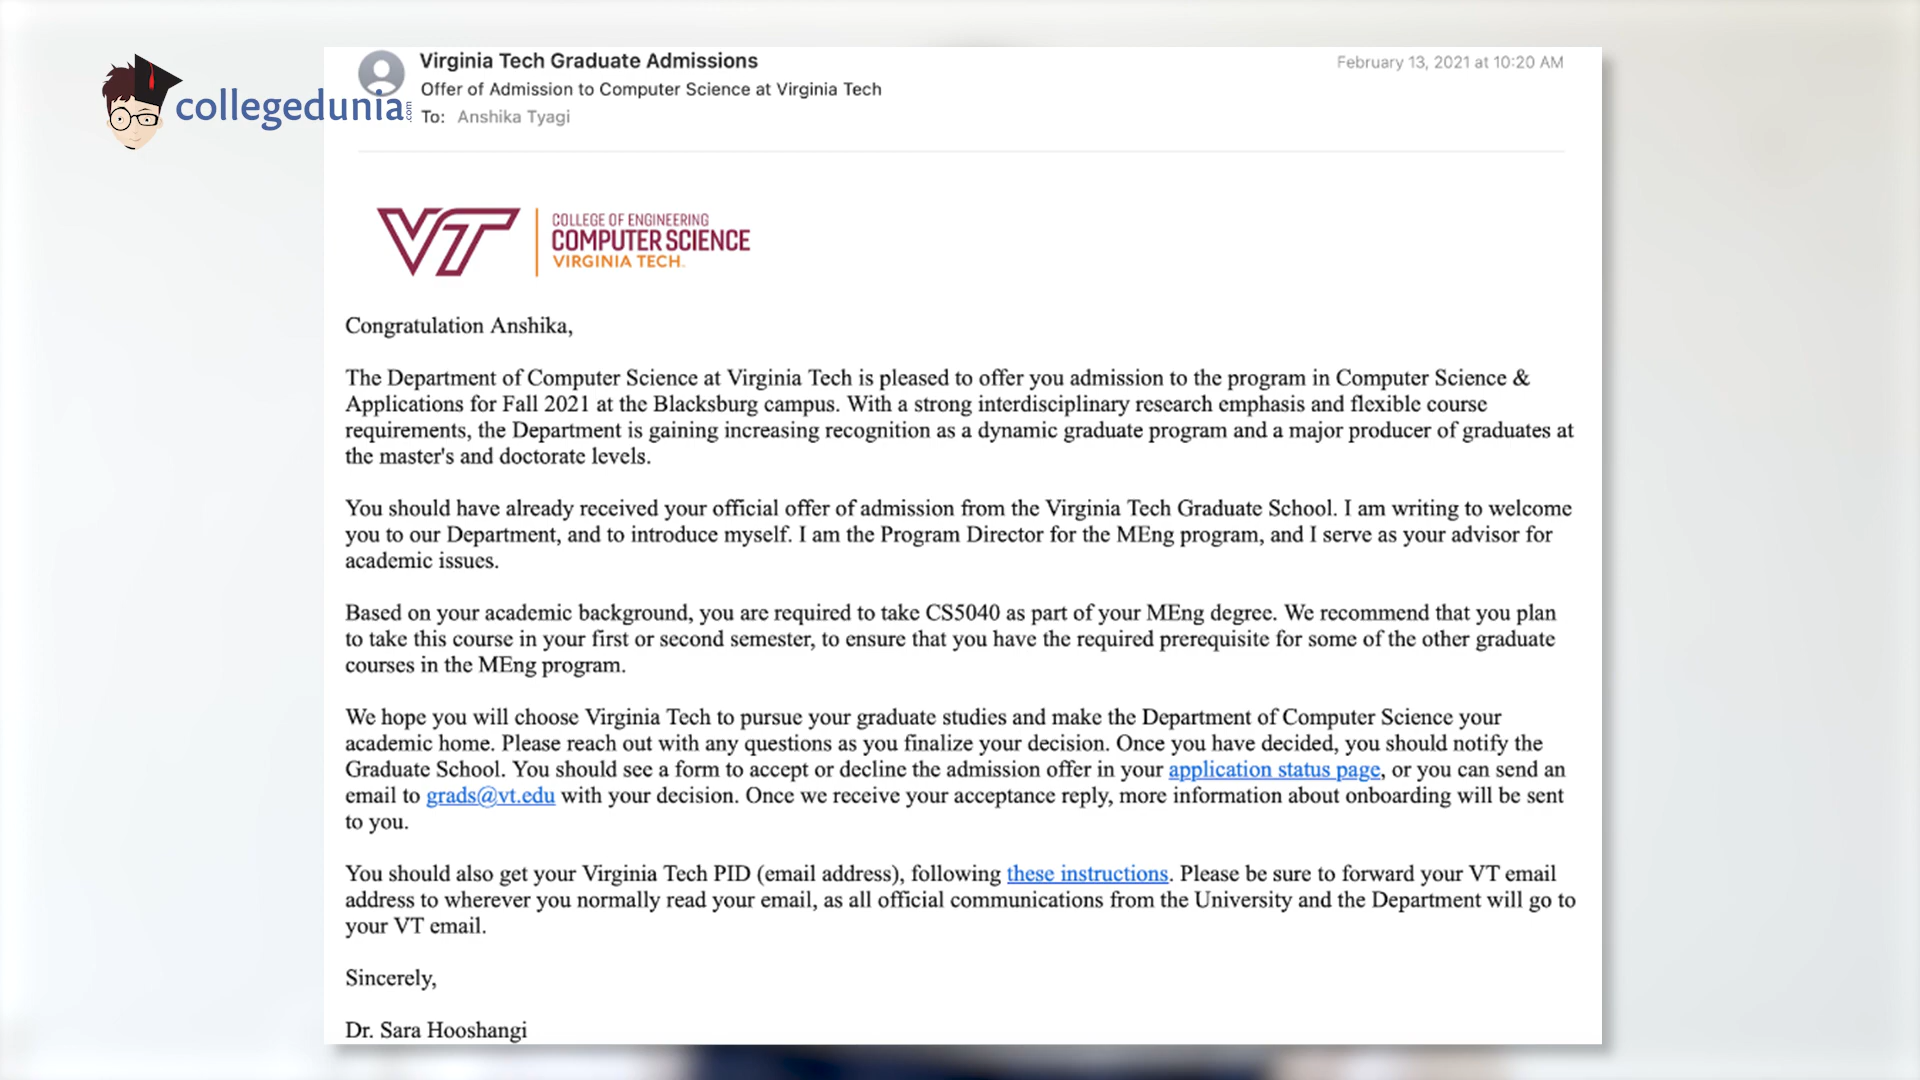 collegedunia
.com
Virginia Tech Graduate Admissions
February 13, 2021 at 10:20 AM
Offer of Admission to Computer Science at Virginia Tech
To: Anshika Tyagi
VT
COLLEGE OF ENGINEERING
COMPUTER SCIENCE
VIRGINIA TECH.
Congratulation Anshika,
The Department of Computer Science at Virginia Tech is pleased to offer you admission to the program in Computer Science &
Applications for Fall 2021 at the Blacksburg campus. With a strong interdisciplinary research emphasis and flexible course
requirements, the Department is gaining increasing recognition as a dynamic graduate program and a major producer of graduates at
the master's and doctorate levels.
You should have already received your official offer of admission from the Virginia Tech Graduate School. I am writing to welcome
you to our Department, and to introduce myself. I am the Program Director for the MEng program, and I serve as your advisor for
academic issues.
Based on your academic background, you are required to take CS5040 as part of your MEng degree. We recommend that you plan
to take this course in your first or second semester, to ensure that you have the required prerequisite for some of the other graduate
courses in the MEng program.
We hope you will choose Virginia Tech to pursue your graduate studies and make the Department of Computer Science your
academic home. Please reach out with any questions as you finalize your decision. Once you have decided, you should notify the
Graduate School. You should see a form to accept or decline the admission offer in your application status page, or you can send an
email to grads@vt.edu with your decision. Once we receive your acceptance reply, more information about onboarding will be sent
to you.
You should also get your Virginia Tech PID (email address), following these instructions. Please be sure to forward your VT email
address to wherever you normally read your email, as all official communications from the University and the Department will go to
your VT email.
Sincerely,
Dr. Sara Hooshangi